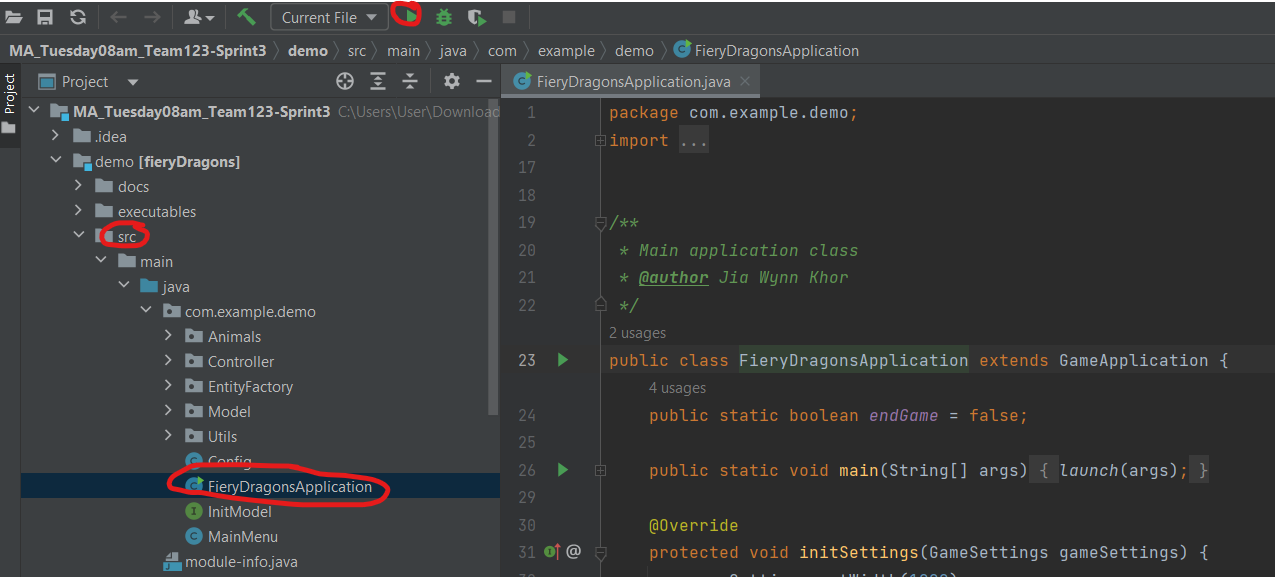 Current File
MA_Tuesday08am_Team123-Sprint3 demo src main java com example demo FieryDragonsApplication
Project
Project
MA_Tuesday08am_Team123-Sprint3 C:\Users\User\Download
.idea
demo [fieryDragons]
docs
executables
src
main
java
com.example.demo
Animals
Controller
EntityFactory
Model
Utils
Config
FieryDragonsApplication
InitModel
MainMenu
module-info.java
FieryDragonsApplication.java
1 package com.example.demo;
2 import ...
17
18
19 /**
20 * Main application class
21 * @author Jia Wynn Khor
22 */
2 usages
23 public class FieryDragonsApplication extends GameApplication {
4 usages
24 public static boolean endGame = false;
25
26 public static void main(String[] args) { launch(args); }
29
30 @Override
31 @ protected void initSettings(GameSettings gameSettings) {